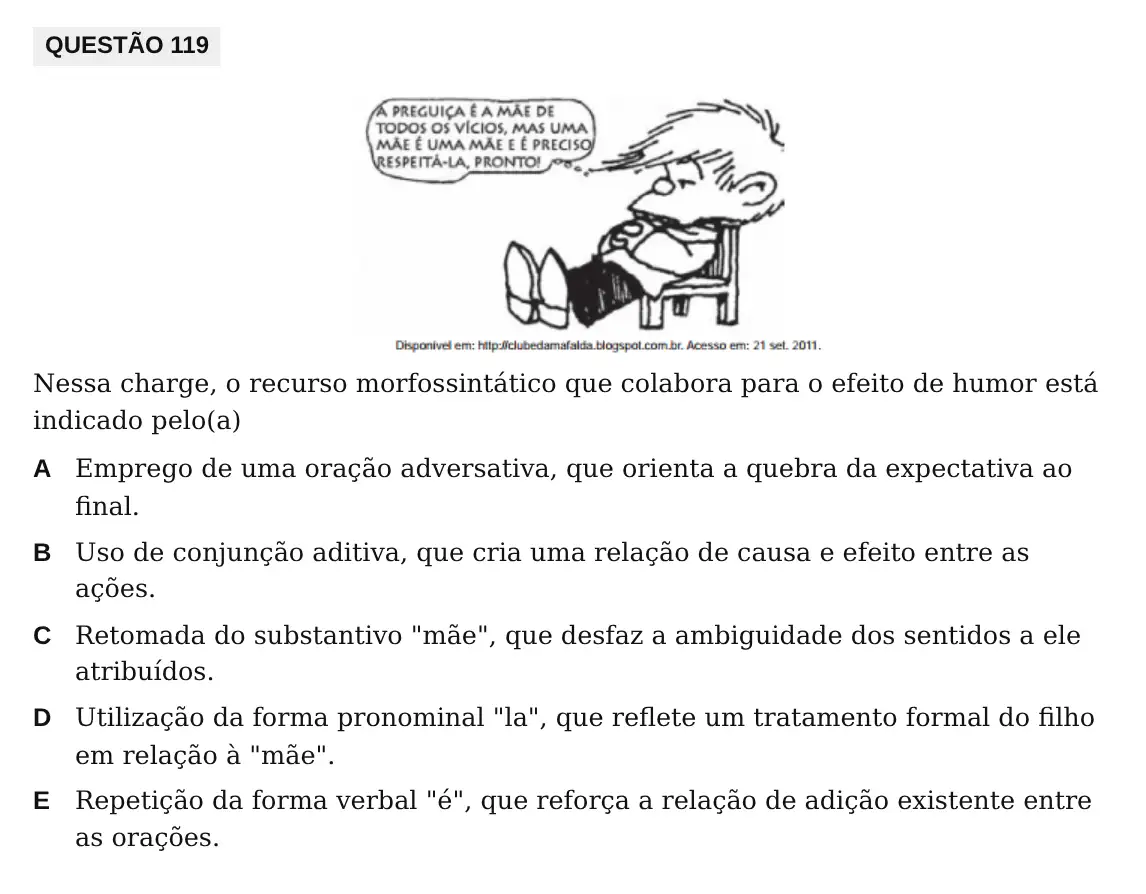 QUESTÃO 119
A PREGUIÇA É A MÃE DE
TODOS OS VÍCIOS, MAS UMA
MÃE É UMA MÃE E É PRECISO
RESPEITÁ-LA, PRONTO!
Disponível em: http://clubedamafalda.blogspot.com.br. Acesso em: 21 set. 2011.
Nessa charge, o recurso morfossintático que colabora para o efeito de humor está
indicado pelo(a)
A Emprego de uma oração adversativa, que orienta a quebra da expectativa ao
final.
B Uso de conjunção aditiva, que cria uma relação de causa e efeito entre as
ações.
C Retomada do substantivo "mãe", que desfaz a ambiguidade dos sentidos a ele
atribuídos.
D Utilização da forma pronominal "la", que reflete um tratamento formal do filho
em relação à "mãe".
E Repetição da forma verbal "é", que reforça a relação de adição existente entre
as orações.